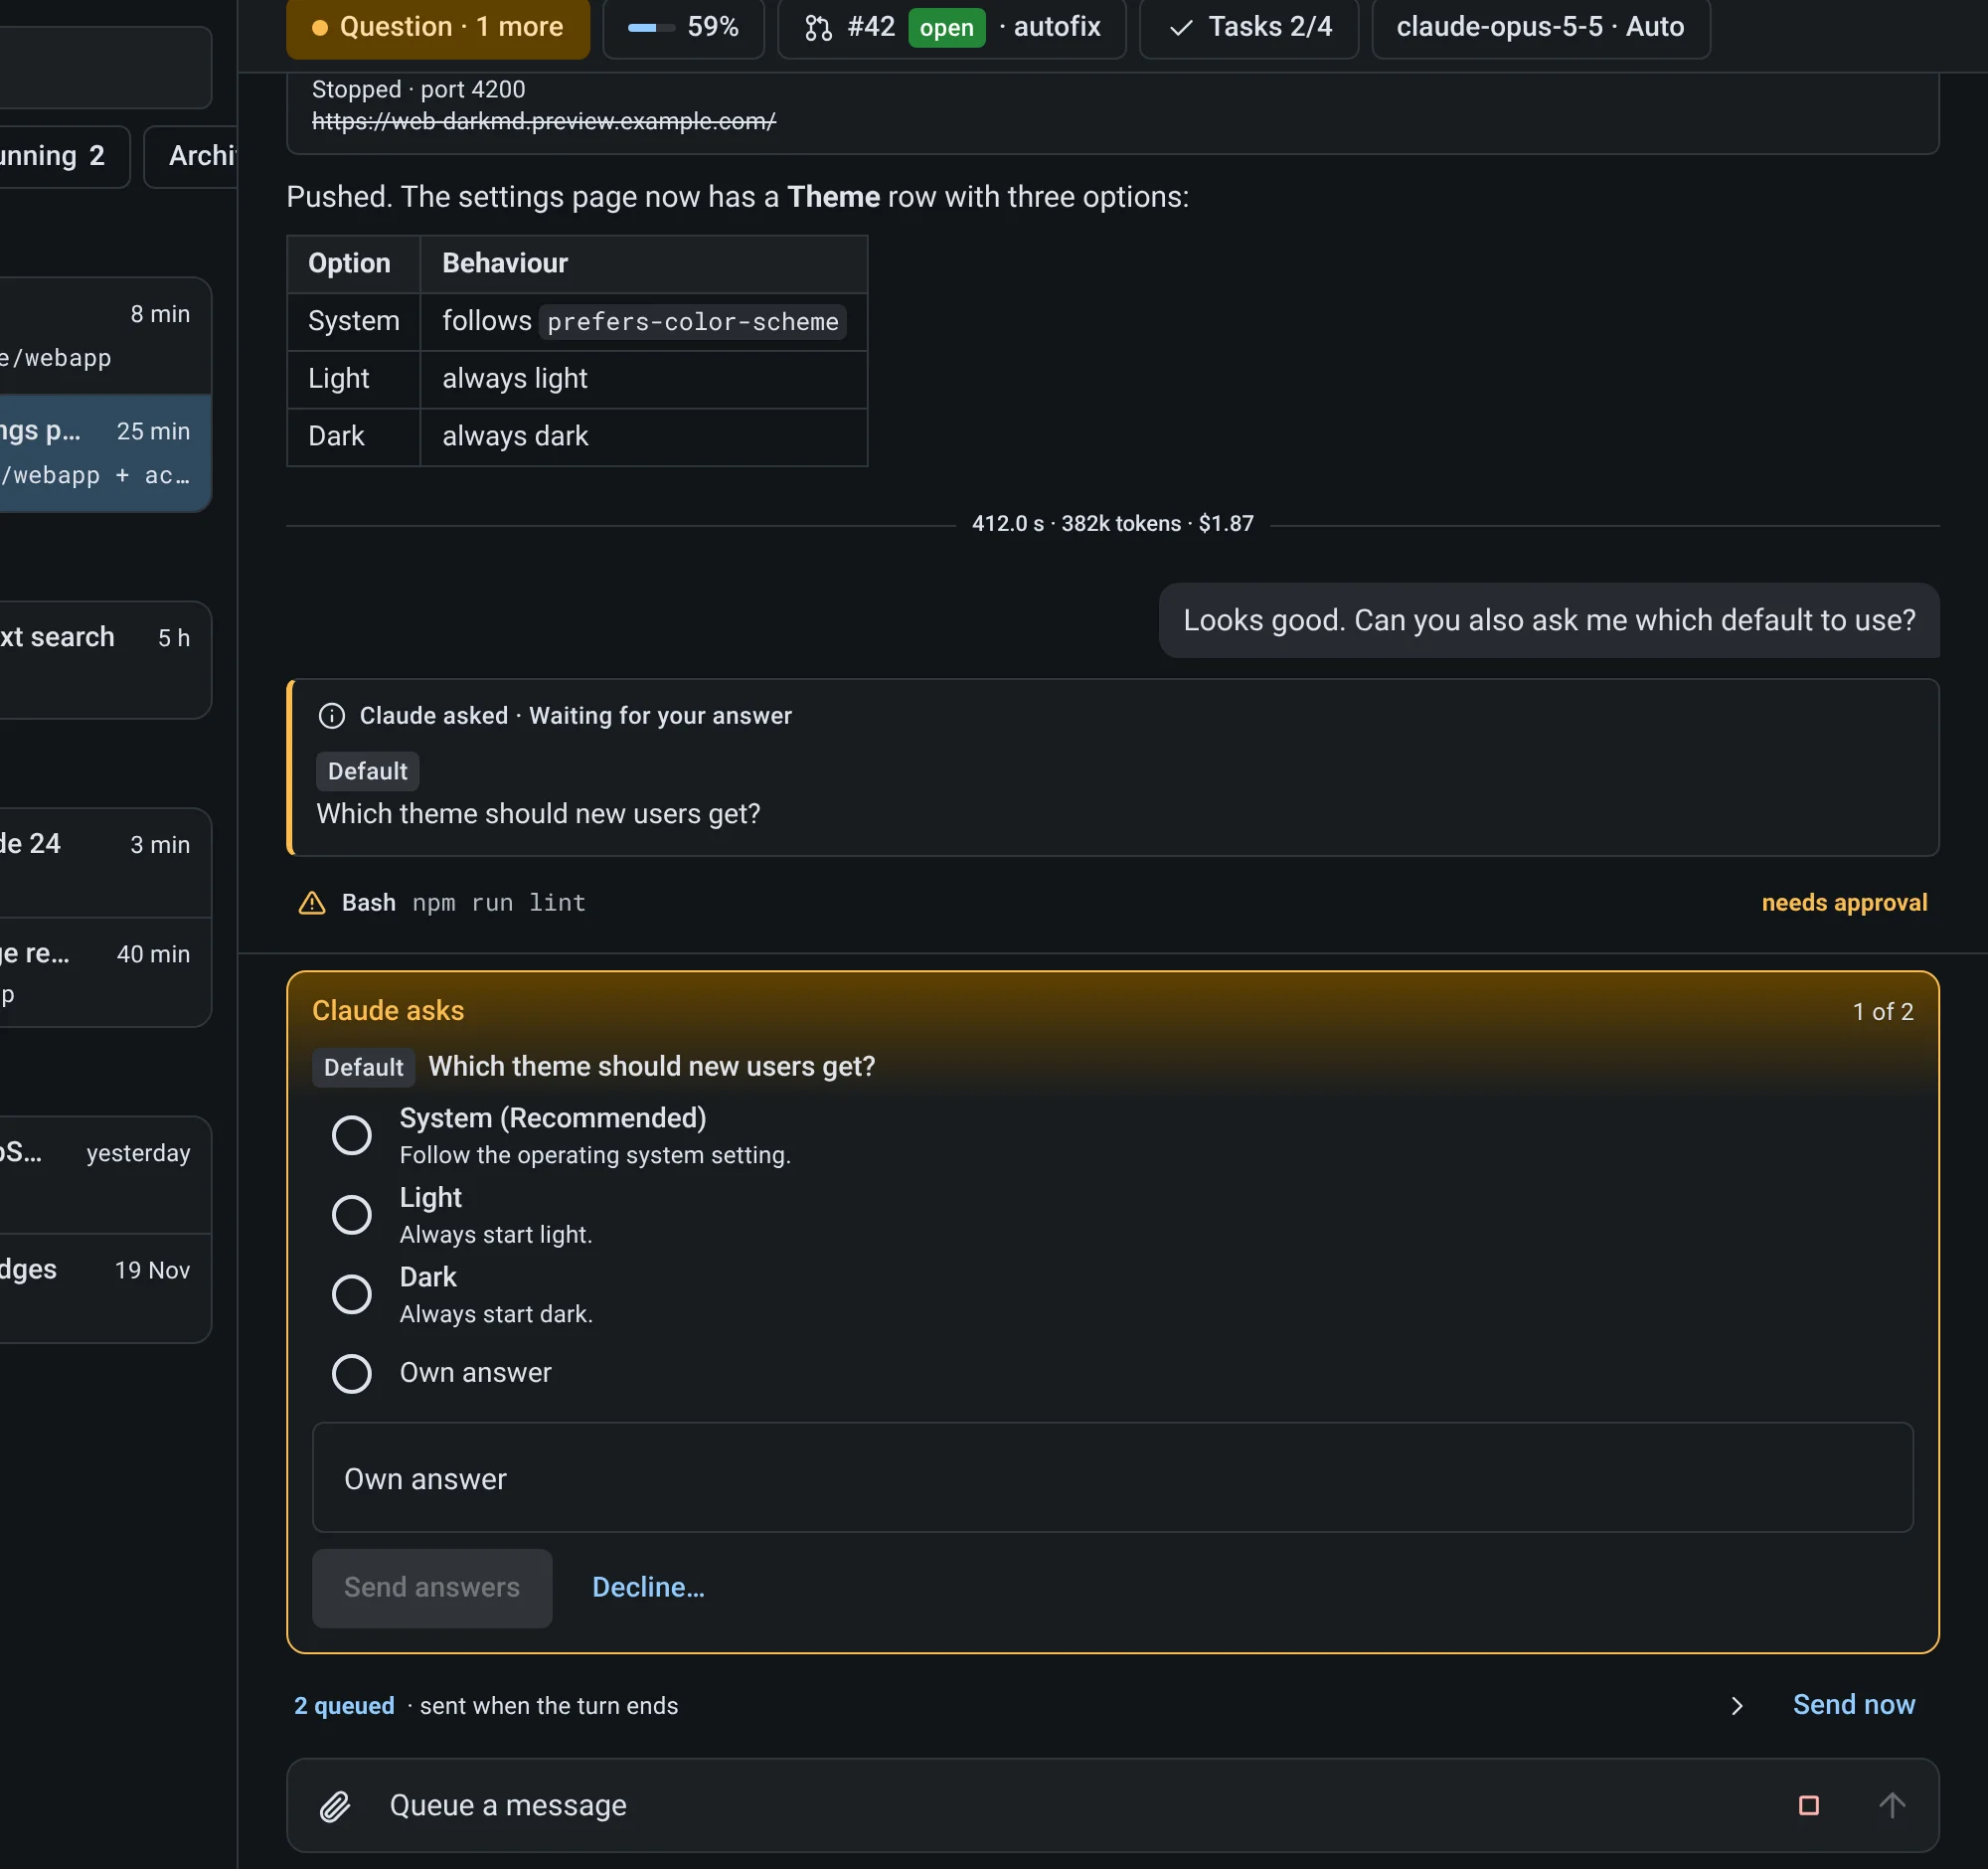 Question · 1 more
59%
#42 open · autofix
Tasks 2/4
claude-opus-5-5 · Auto
unning 2
Archi
8 min
e/webapp
ngs p… 25 min
/webapp + ac…
xt search 5 h
de 24 3 min
ge re… 40 min
p
S… yesterday
dges 19 Nov
Stopped · port 4200
https://web-darkmd.preview.example.com/
Pushed. The settings page now has a Theme row with three options:
Option Behaviour
System follows prefers-color-scheme
Light always light
Dark always dark
412.0 s · 382k tokens · $1.87
Looks good. Can you also ask me which default to use?
Claude asked · Waiting for your answer
Default
Which theme should new users get?
Bash npm run lint needs approval
Claude asks 1 of 2
Default Which theme should new users get?
System (Recommended)
Follow the operating system setting.
Light
Always start light.
Dark
Always start dark.
Own answer
Own answer
Send answers Decline…
2 queued · sent when the turn ends Send now
Queue a message